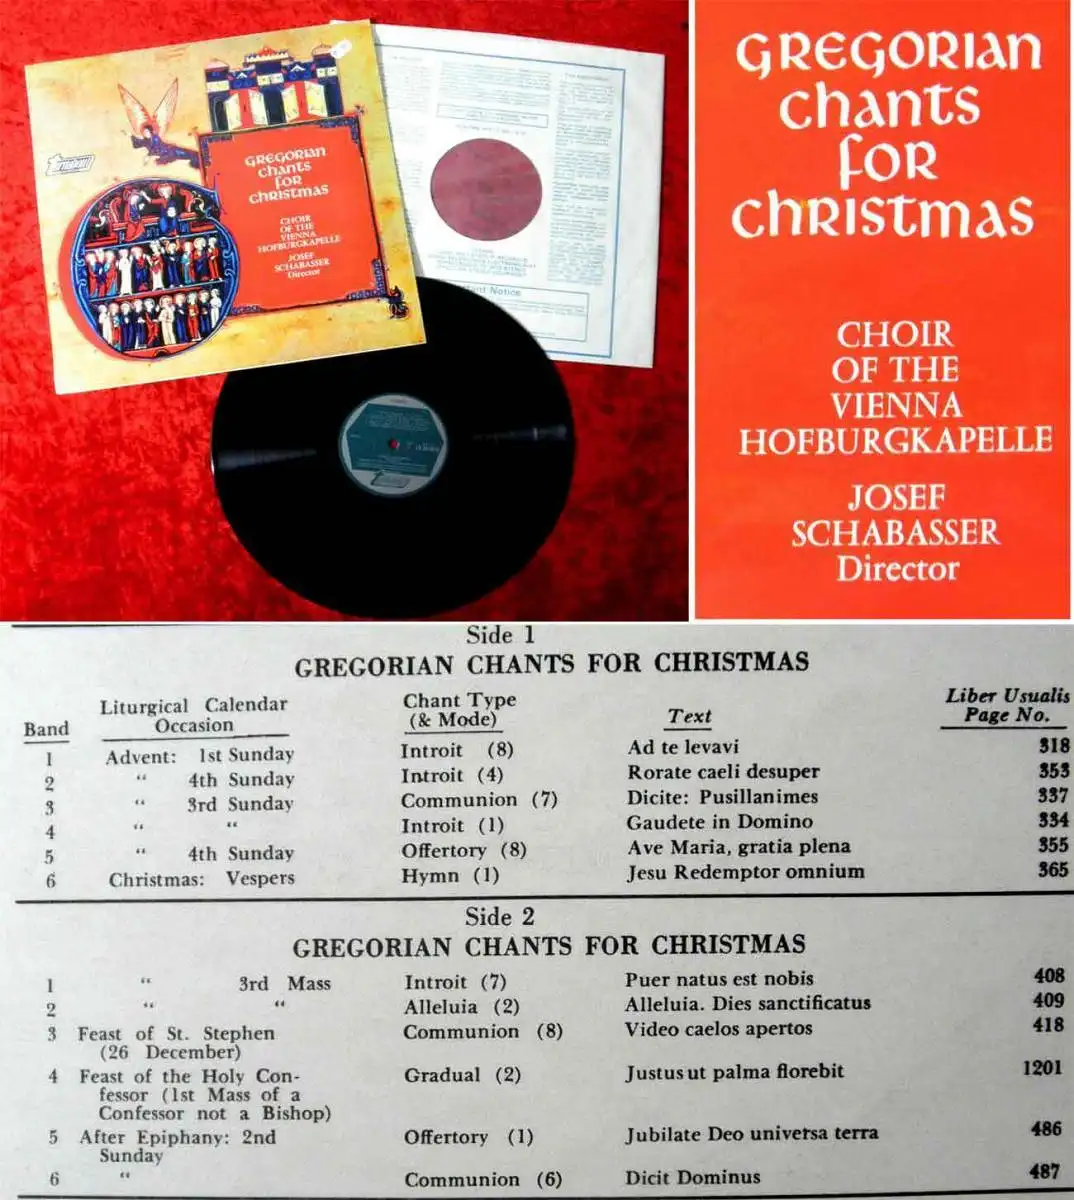 GREGORIAN
chants
for
christmas
CHOIR
OF THE
VIENNA
HOFBURGKAPELLE
JOSEF
SCHABASSER
Director
Important Notice
GREGORIAN
chants
for
christmas
CHOIR
OF THE
VIENNA
HOFBURGKAPELLE
JOSEF
SCHABASSER
Director
Side 1
GREGORIAN CHANTS FOR CHRISTMAS
Band Liturgical Calendar Occasion Chant Type (& Mode) Text Liber Usualis Page No.
1 Advent: 1st Sunday Introit (8) Ad te levavi 318
2 “ 4th Sunday Introit (4) Rorate caeli desuper 353
3 “ 3rd Sunday Communion (7) Dicite: Pusillanimes 337
4 “ “ Introit (1) Gaudete in Domino 334
5 “ 4th Sunday Offertory (8) Ave Maria, gratia plena 355
6 Christmas: Vespers Hymn (1) Jesu Redemptor omnium 365
Side 2
GREGORIAN CHANTS FOR CHRISTMAS
1 “ 3rd Mass Introit (7) Puer natus est nobis 408
2 “ “ Alleluia (2) Alleluia. Dies sanctificatus 409
3 Feast of St. Stephen Communion (8) Video caelos apertos 418
(26 December)
4 Feast of the Holy Con- Gradual (2) Justus ut palma florebit 1201
fessor (1st Mass of a
Confessor not a Bishop)
5 After Epiphany: 2nd Offertory (1) Jubilate Deo universa terra 486
Sunday
6 “ Communion (6) Dicit Dominus 487